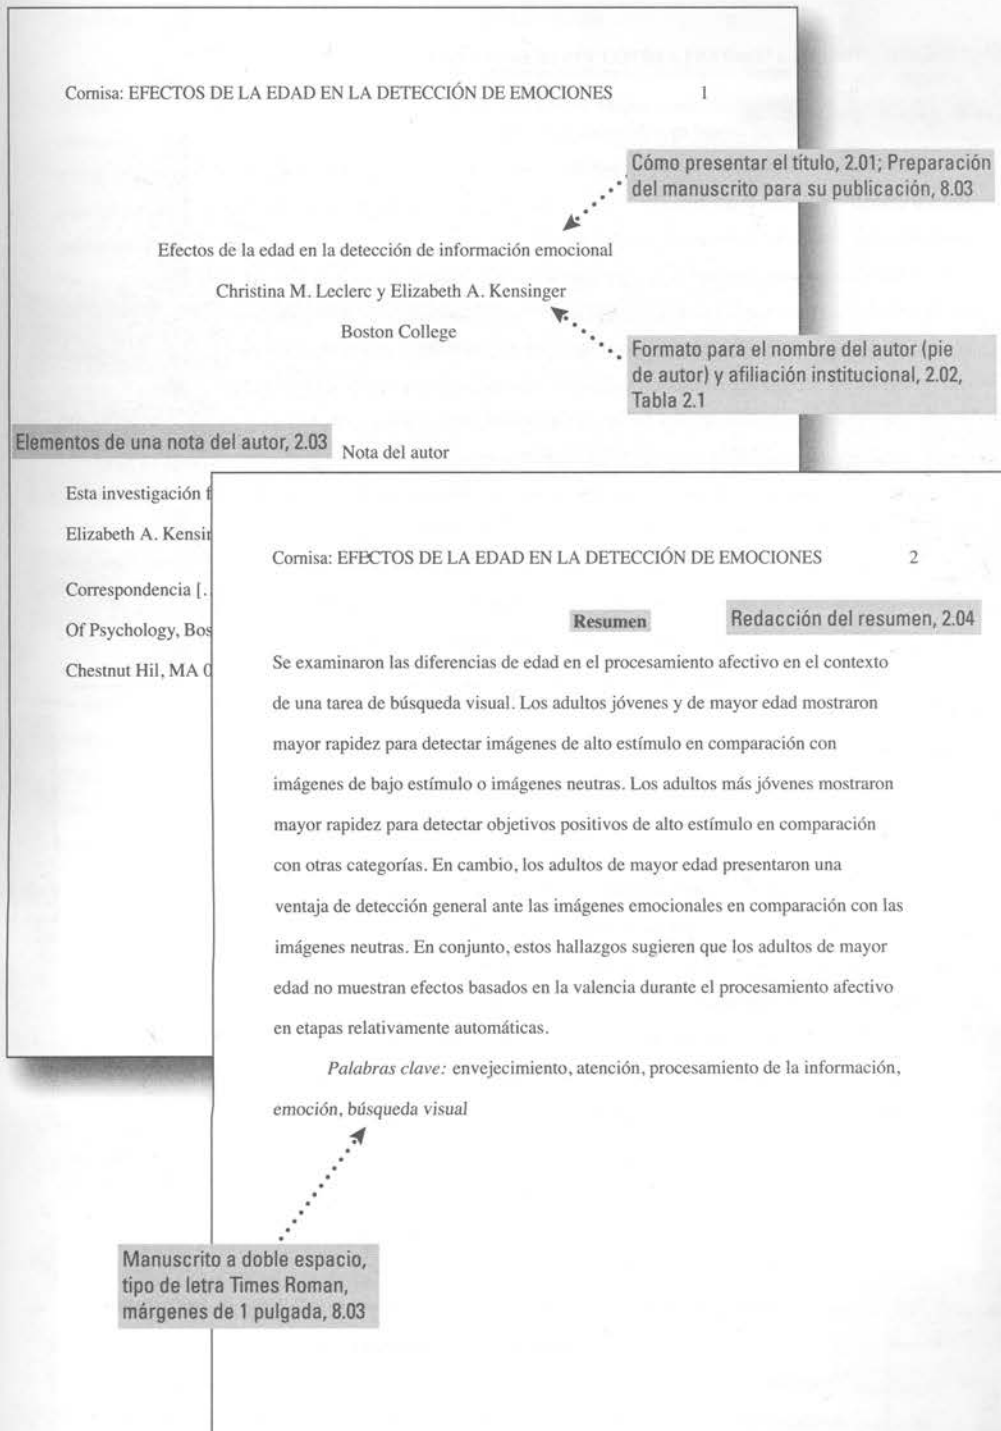 Cornisa: EFECTOS DE LA EDAD EN LA DETECCIÓN DE EMOCIONES 1
Cómo presentar el título, 2.01; Preparación
del manuscrito para su publicación, 8.03
Efectos de la edad en la detección de información emocional
Christina M. Leclerc y Elizabeth A. Kensinger
Boston College
Formato para el nombre del autor (pie
de autor) y afiliación institucional, 2.02,
Tabla 2.1
Elementos de una nota del autor, 2.03
Nota del autor
Esta investigación f
Elizabeth A. Kensin
Correspondencia [.
Of Psychology, Bos
Chestnut Hil, MA 0
Cornisa: EFECTOS DE LA EDAD EN LA DETECCIÓN DE EMOCIONES 2
Resumen
Redacción del resumen, 2.04
Se examinaron las diferencias de edad en el procesamiento afectivo en el contexto
de una tarea de búsqueda visual. Los adultos jóvenes y de mayor edad mostraron
mayor rapidez para detectar imágenes de alto estímulo en comparación con
imágenes de bajo estímulo o imágenes neutras. Los adultos más jóvenes mostraron
mayor rapidez para detectar objetivos positivos de alto estímulo en comparación
con otras categorías. En cambio, los adultos de mayor edad presentaron una
ventaja de detección general ante las imágenes emocionales en comparación con las
imágenes neutras. En conjunto, estos hallazgos sugieren que los adultos de mayor
edad no muestran efectos basados en la valencia durante el procesamiento afectivo
en etapas relativamente automáticas.
Palabras clave: envejecimiento, atención, procesamiento de la información,
emoción, búsqueda visual
Manuscrito a doble espacio,
tipo de letra Times Roman,
márgenes de 1 pulgada, 8.03